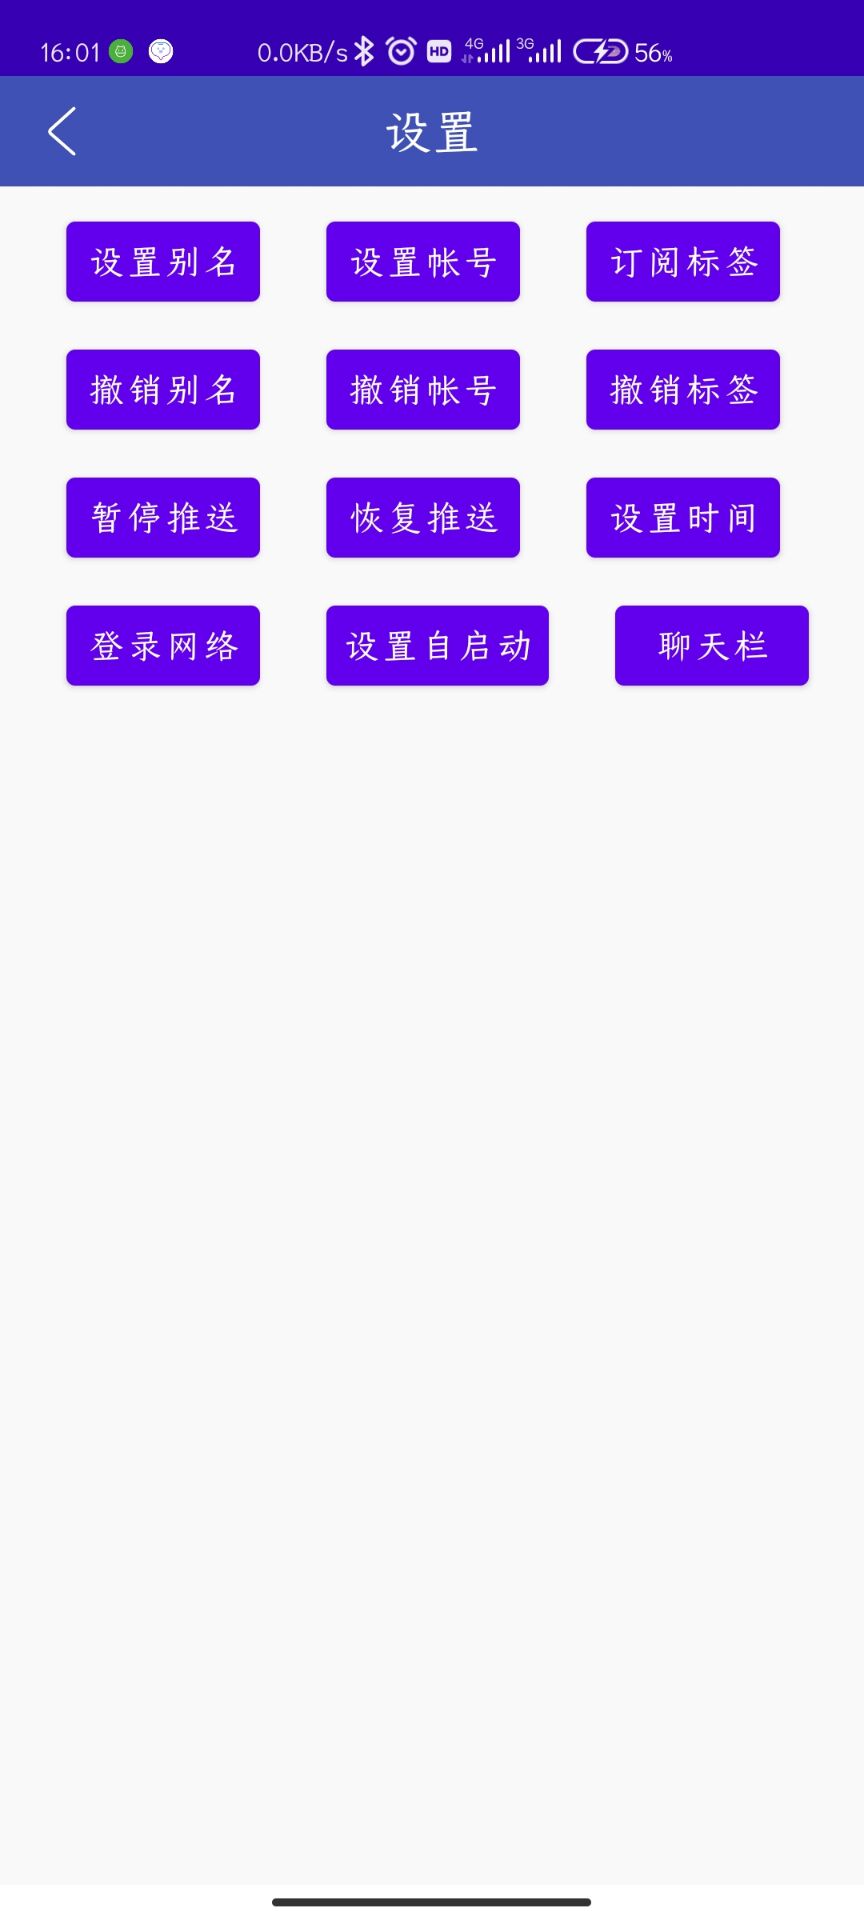 16:01 0.0KB/s HD 4G 3G 56%
设置
设置别名 设置帐号 订阅标签
撤销别名 撤销帐号 撤销标签
暂停推送 恢复推送 设置时间
登录网络 设置自启动 聊天栏